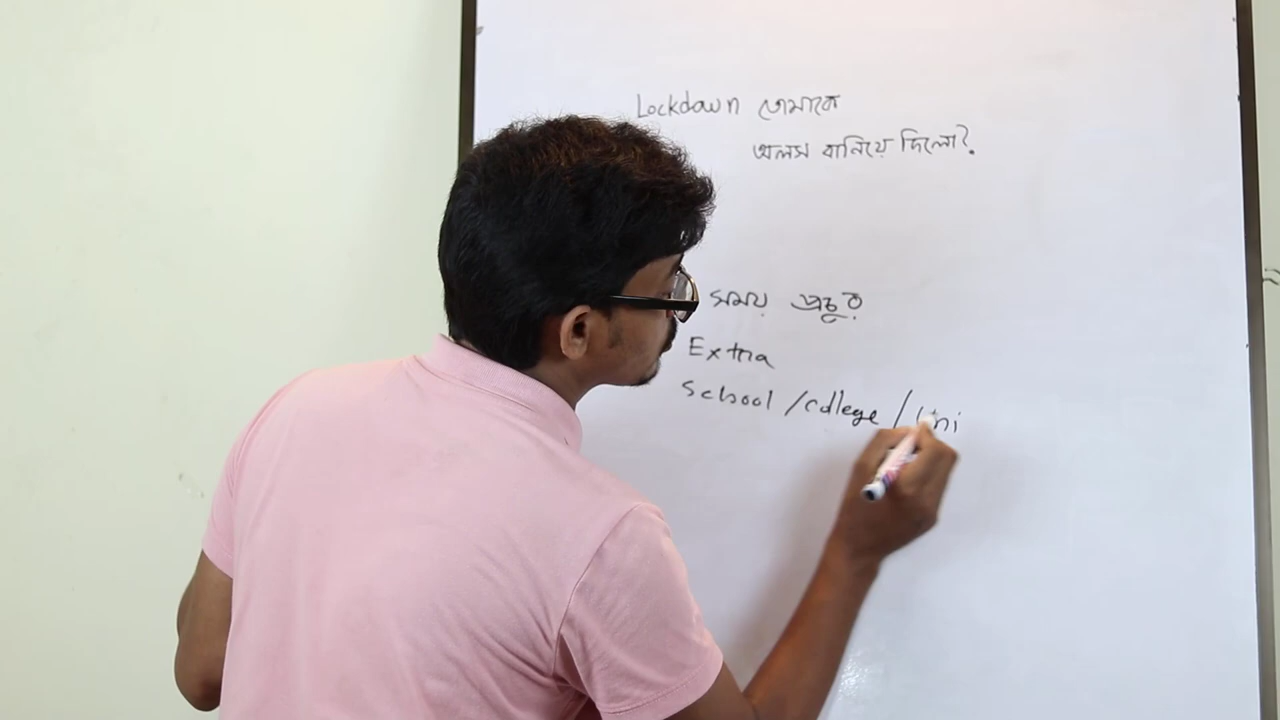 Lockdown তোমাকে
অলস বানিয়ে দিলো?
সময় প্রচুর
Extra
School / College / Uni